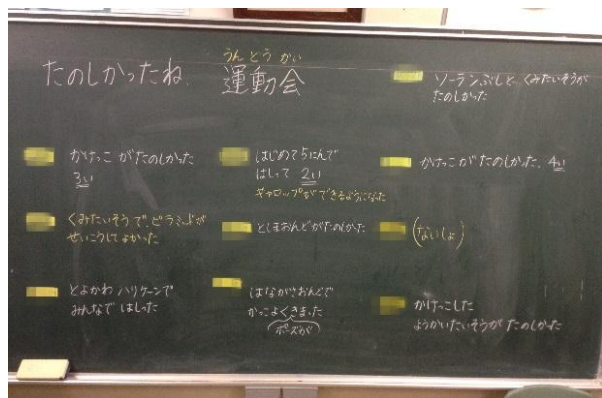 たのしかったね、運動会
うんどうかい
ソーランぶしと くみたいそうが
たのしかった
かけっこ がたのしかった
3い
はじめて5にんで
はしって 2い
ギャロップが できるようになった
かけっこがたのしかった、4い
くみたいそうで、ピラミッドが
せいこうしてよかった
としまおんどがたのしかった
(ないしょ)
とよかわ ハリケーンで
みんなで はしった
はながさおんどで
かっこよくきまった
ポーズが
かけっこした
ようかいたいそうが たのしかった